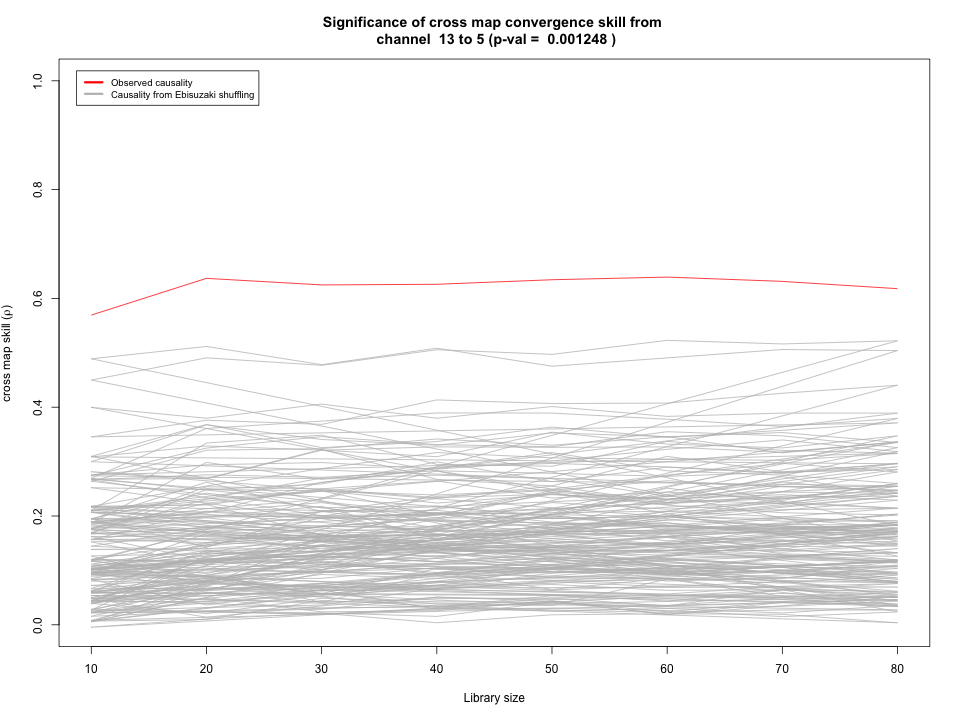 Significance of cross map convergence skill from
channel  13 to 5 (p-val =  0.001248 )
Observed causality
Causality from Ebisuzaki shuffling
cross map skill (ρ)
1.0
0.8
0.6
0.4
0.2
0.0
10 20 30 40 50 60 70 80
Library size